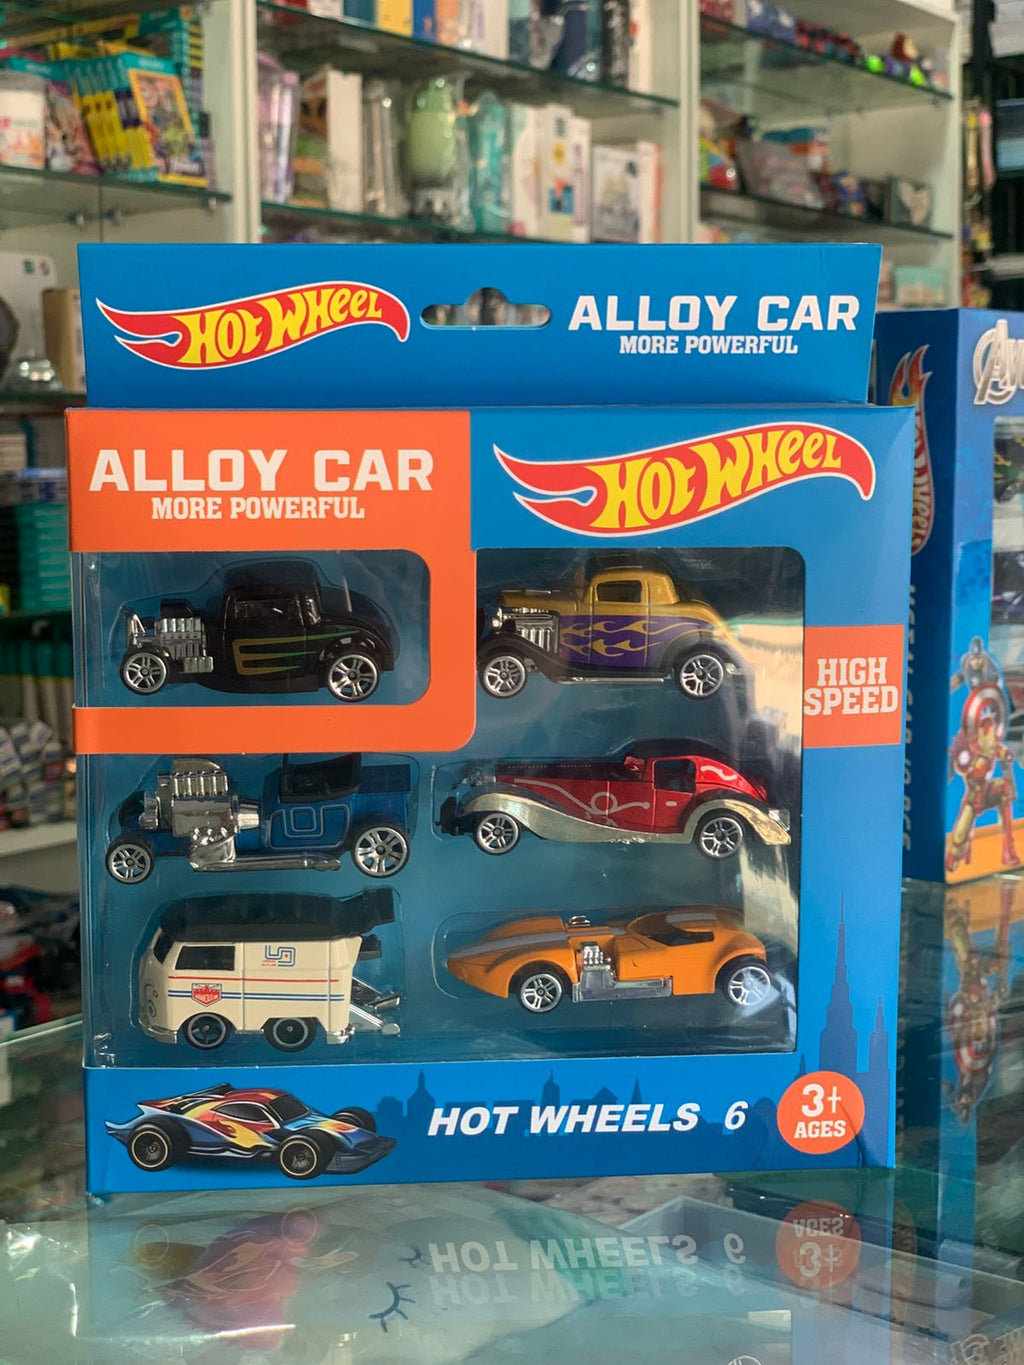 HOT WHEEL
ALLOY CAR
MORE POWERFUL
ALLOY CAR
MORE POWERFUL
HOT WHEEL
HIGH
SPEED
HOT WHEELS 6
3+
AGES